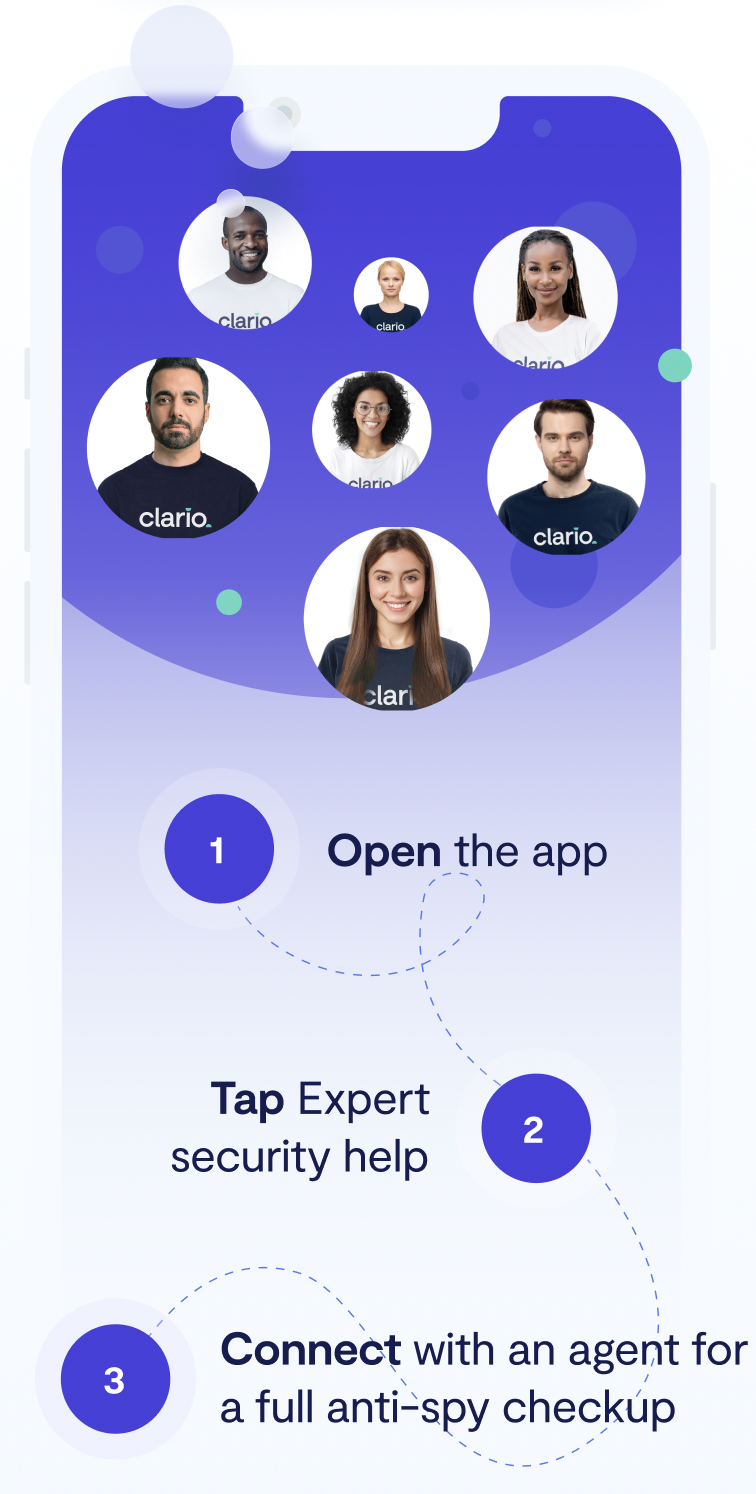 clario.
clario
clario
clario.
clario
clario.
clari
1
Open the app
Tap Expert
security help
2
Connect with an agent for
a full anti-spy checkup
3